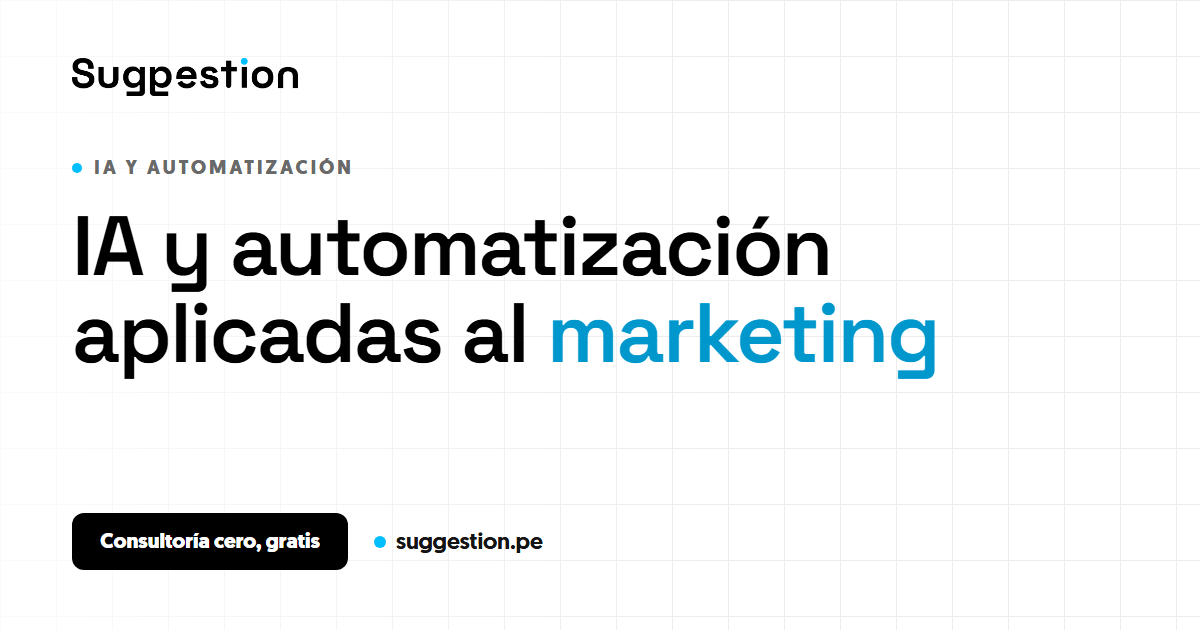 Suggestion
IA Y AUTOMATIZACIÓN
IA y automatización
aplicadas al marketing
Consultoría cero, gratis
suggestion.pe